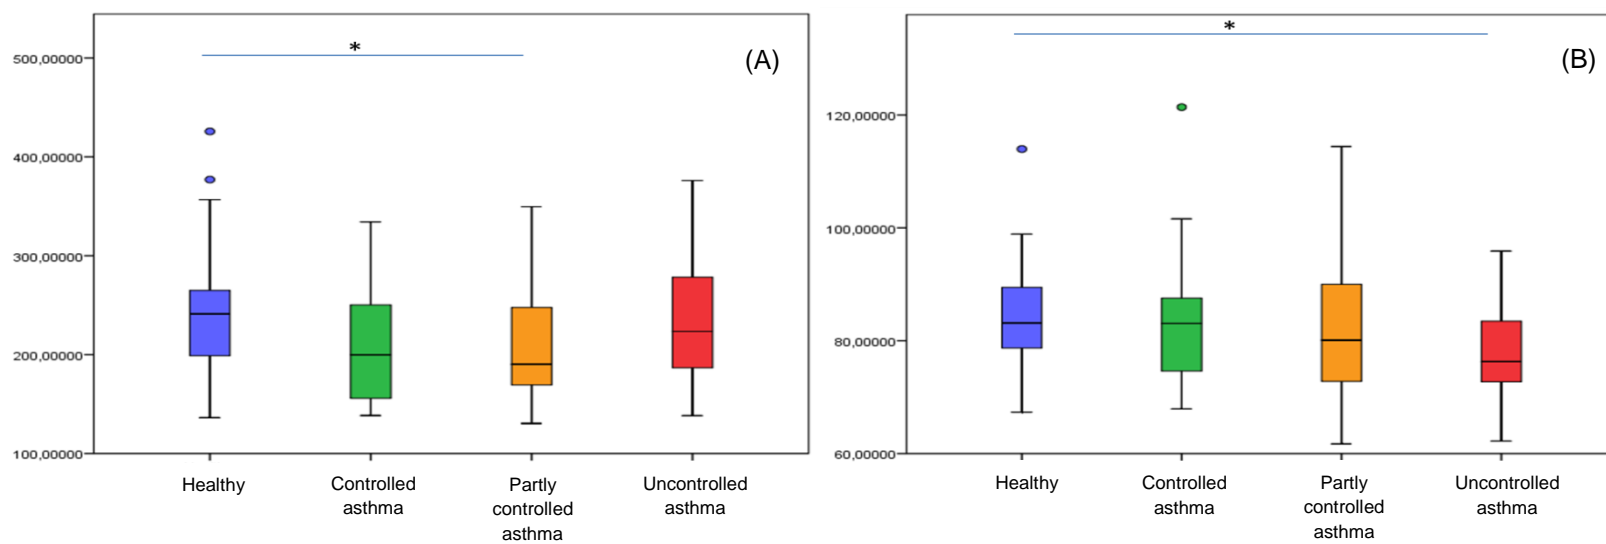 *
(A)
500,00000
400,00000
300,00000
200,00000
100,00000
Healthy
Controlled
asthma
Partly
controlled
asthma
Uncontrolled
asthma
*
(B)
120,00000
100,00000
80,00000
60,00000
Healthy
Controlled
asthma
Partly
controlled
asthma
Uncontrolled
asthma